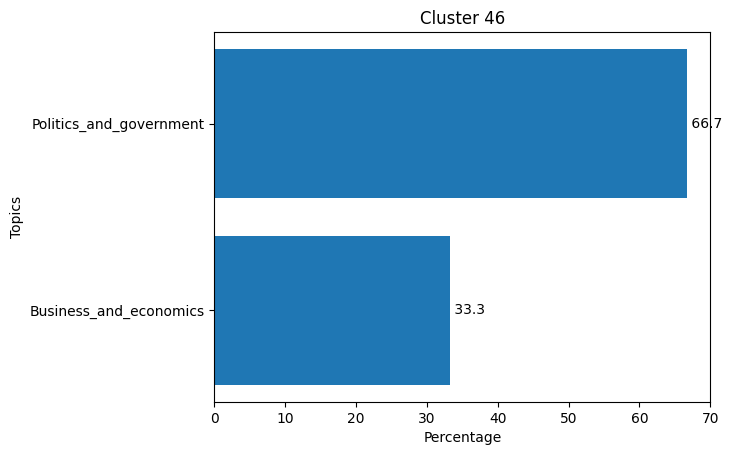 Cluster 46
Politics_and_government
66.7
Topics
Business_and_economics
33.3
0 10 20 30 40 50 60 70
Percentage